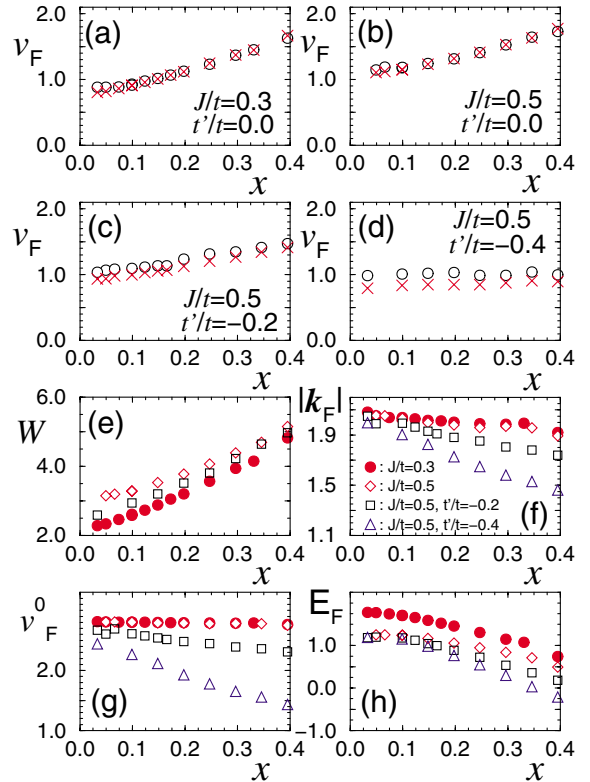 (a)
v_F
2.0
1.0
0.0
J/t=0.3
t'/t=0.0
0.0 0.1 0.2 0.3 0.4
x
(b)
v_F
2.0
1.0
0.0
J/t=0.5
t'/t=0.0
0.0 0.1 0.2 0.3 0.4
x
(c)
v_F
2.0
1.0
0.0
J/t=0.5
t'/t=−0.2
0.0 0.1 0.2 0.3 0.4
x
(d)
v_F
2.0
1.0
0.0
J/t=0.5
t'/t=−0.4
0.0 0.1 0.2 0.3 0.4
x
(e)
W
6.0
4.0
2.0
0.0 0.1 0.2 0.3 0.4
x
|k_F|
1.9
1.5
1.1
: J/t=0.3
: J/t=0.5
: J/t=0.5, t'/t=−0.2
: J/t=0.5, t'/t=−0.4
(f)
0.0 0.1 0.2 0.3 0.4
x
v_F^0
2.0
1.0
(g)
0.0 0.1 0.2 0.3 0.4
x
E_F
1.0
0.0
−1.0
(h)
0.0 0.1 0.2 0.3 0.4
x